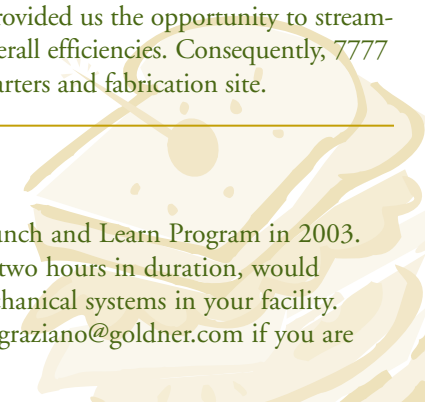 rovided us the opportunity to stream-
erall efficiencies. Consequently, 7777
arters and fabrication site.
unch and Learn Program in 2003.
two hours in duration, would
chanical systems in your facility.
graziano@goldner.com if you are